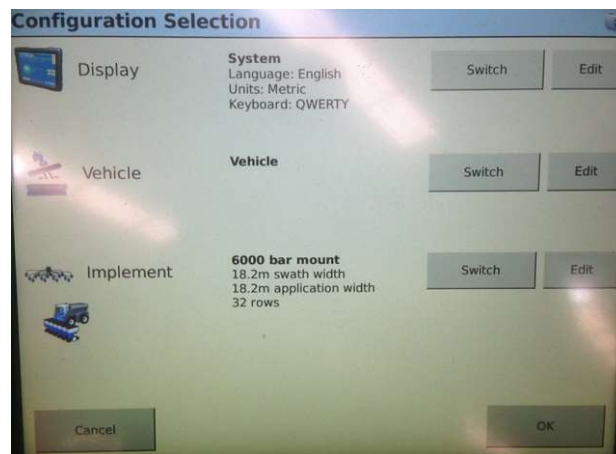 Configuration Selection
Display
System
Language: English
Units: Metric
Keyboard: QWERTY
Switch
Edit
Vehicle
Vehicle
Switch
Edit
Implement
6000 bar mount
18.2m swath width
18.2m application width
32 rows
Switch
Edit
Cancel
OK